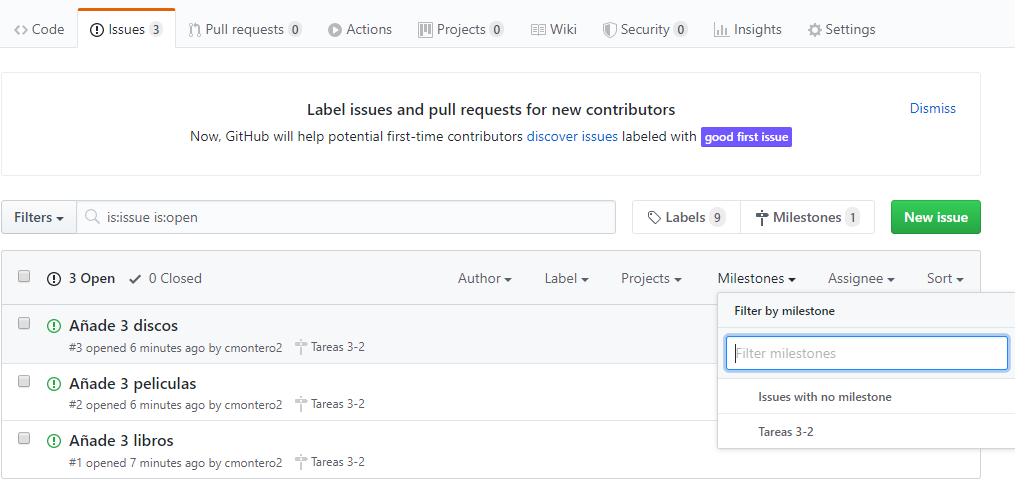 Code Issues 3 Pull requests 0 Actions Projects 0 Wiki Security 0 Insights Settings
Label issues and pull requests for new contributors
Dismiss
Now, GitHub will help potential first-time contributors discover issues labeled with good first issue
Filters is:issue is:open Labels 9 Milestones 1 New issue
3 Open 0 Closed Author Label Projects Milestones Assignee Sort
Filter by milestone
Filter milestones
Issues with no milestone
Tareas 3-2
Añade 3 discos
#3 opened 6 minutes ago by cmontero2 Tareas 3-2
Añade 3 peliculas
#2 opened 6 minutes ago by cmontero2 Tareas 3-2
Añade 3 libros
#1 opened 7 minutes ago by cmontero2 Tareas 3-2